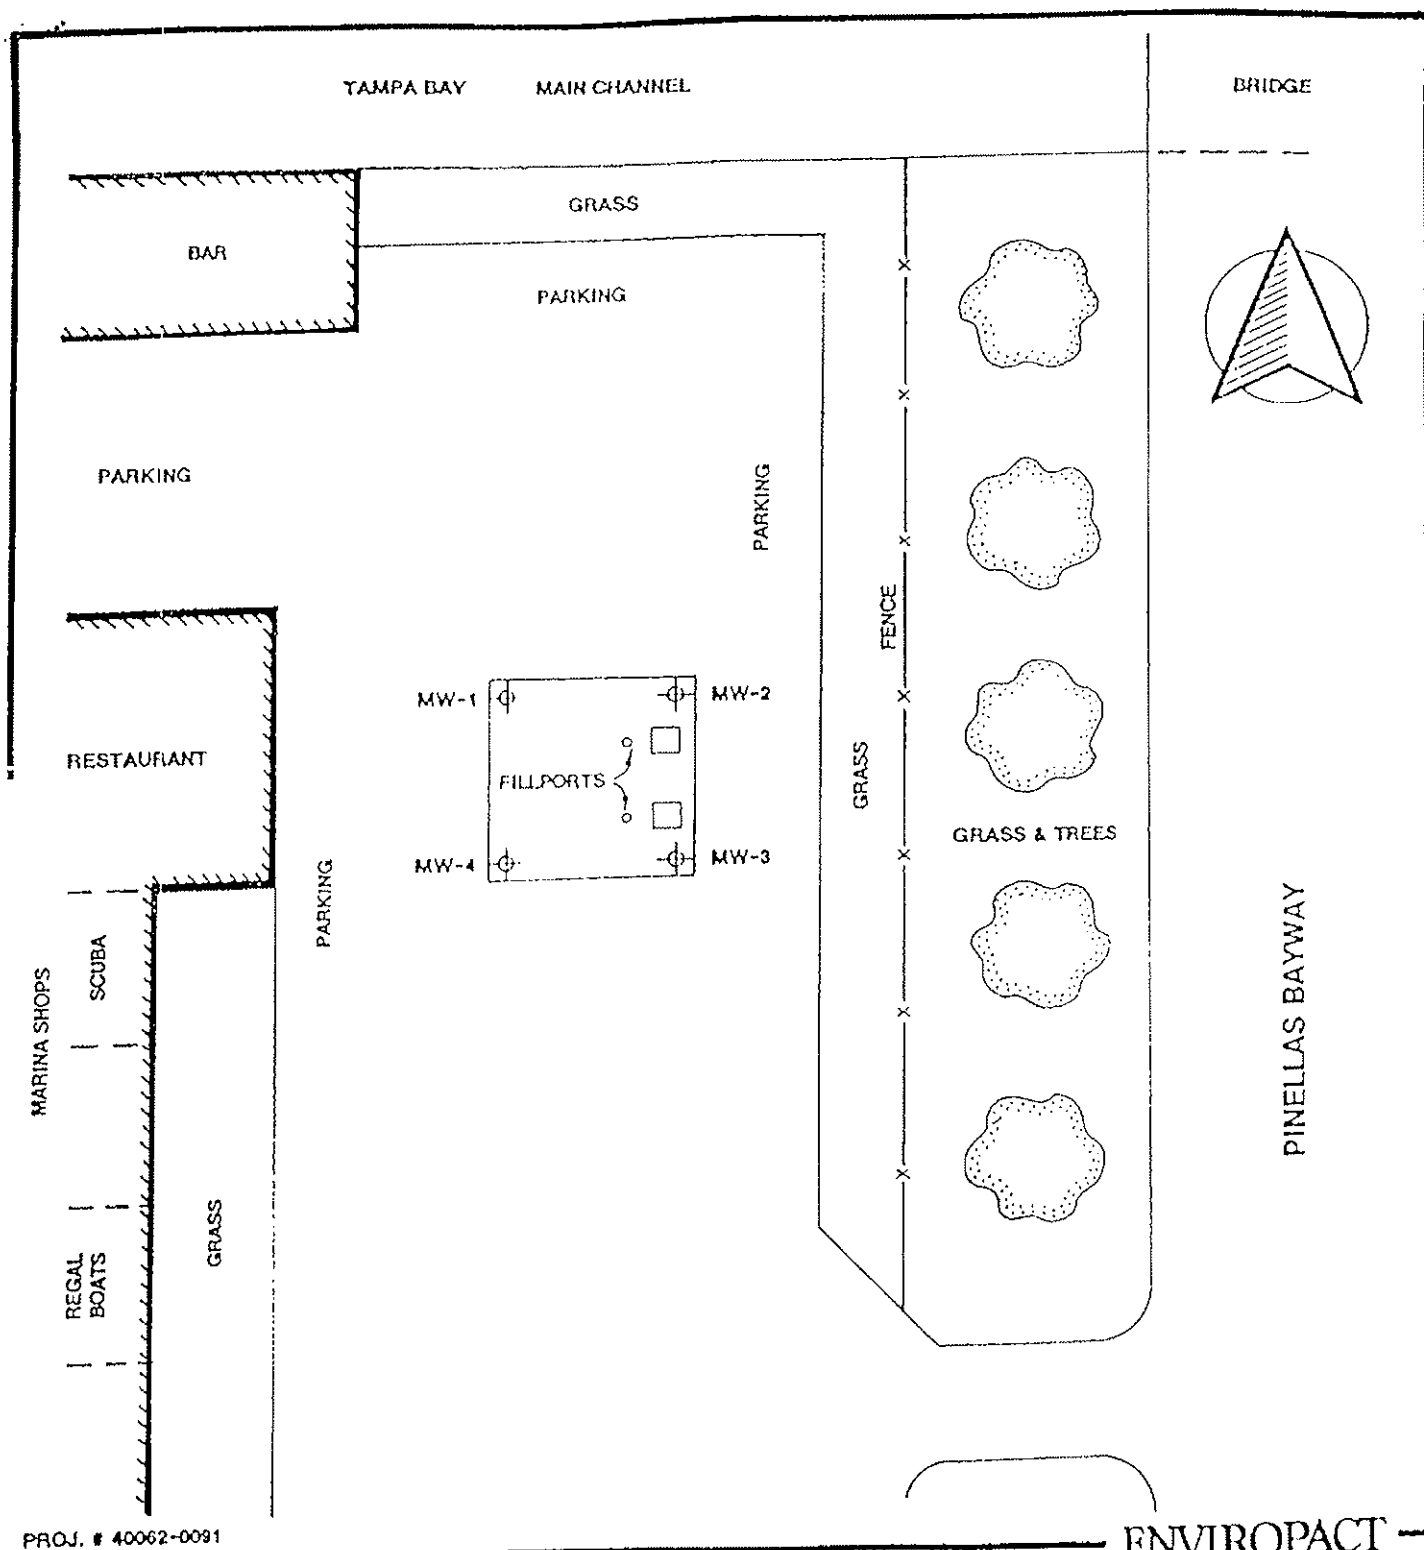 TAMPA BAY MAIN CHANNEL
BRIDGE
GRASS
BAR
PARKING
PARKING
PARKING
FENCE
MW-1
MW-2
RESTAURANT
FILLPORTS
GRASS
GRASS & TREES
MW-4
MW-3
PARKING
SCUBA
MARINA SHOPS
PINELLAS BAYWAY
GRASS
REGAL
BOATS
PROJ. # 40062-0091
ENVIROPACT